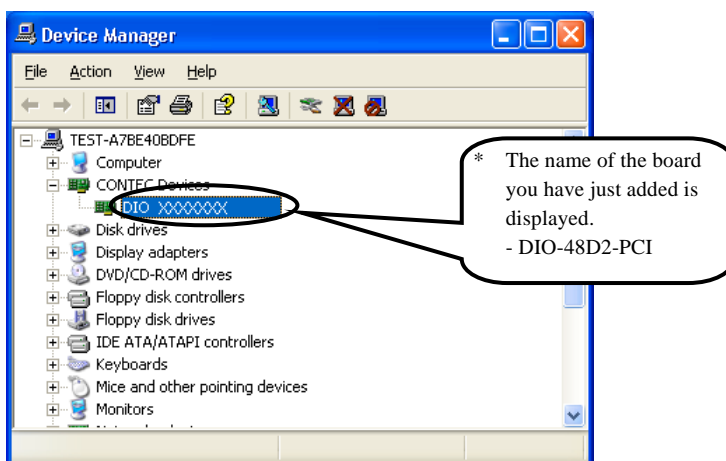 Device Manager
File Action View Help
TEST-A7BE40BDFE
Computer
CONTEC Devices
DIO XXXXXXX
Disk drives
Display adapters
DVD/CD-ROM drives
Floppy disk controllers
Floppy disk drives
IDE ATA/ATAPI controllers
Keyboards
Mice and other pointing devices
Monitors
* The name of the board
you have just added is
displayed.
- DIO-48D2-PCI